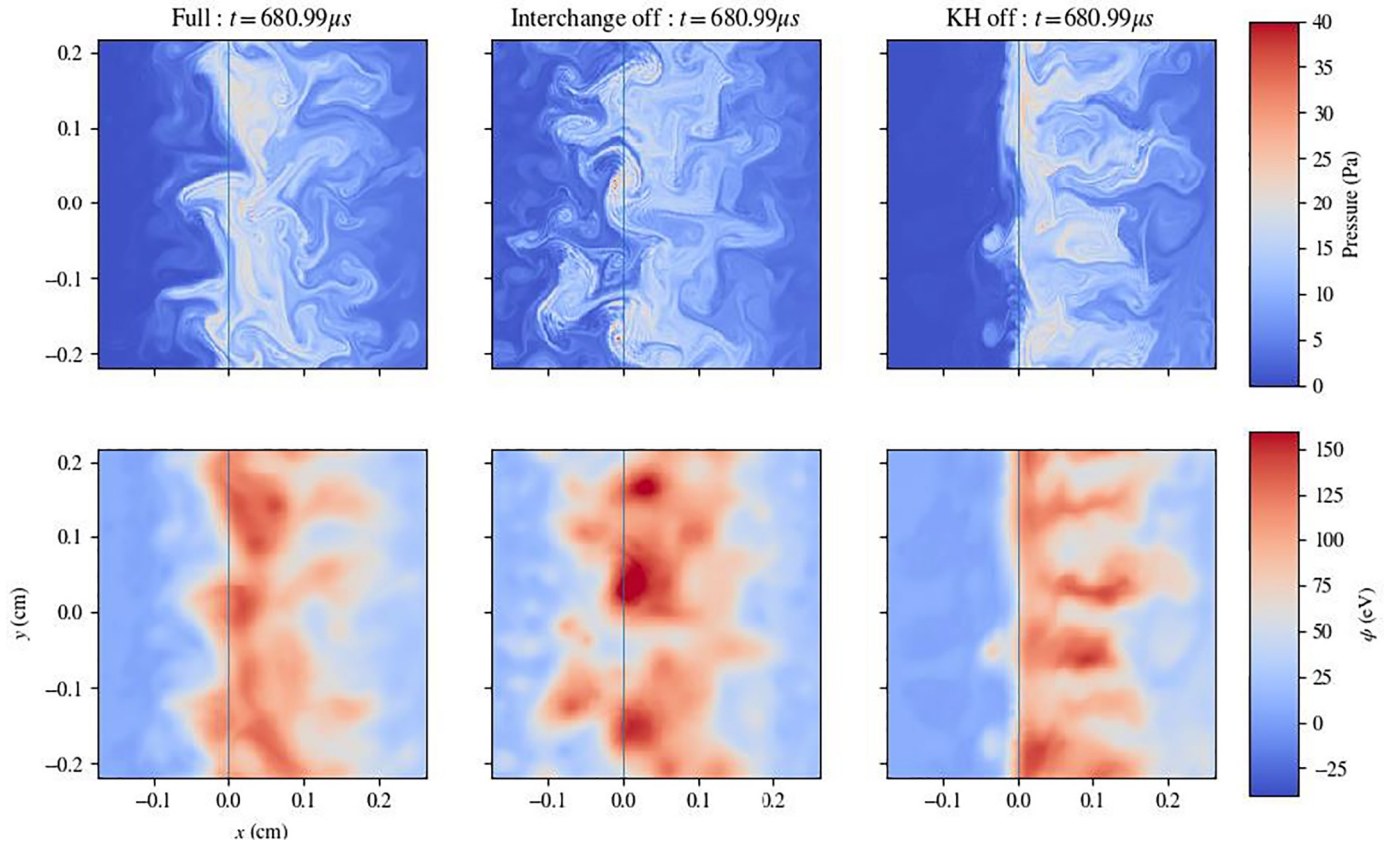 Full : t = 680.99μs
Interchange off : t = 680.99μs
KH off : t = 680.99μs
0.2
0.1
0.0
−0.1
−0.2
40
35
30
25
20
15
10
5
0
Pressure (Pa)
y (cm)
0.2
0.1
0.0
−0.1
−0.2
−0.1 0.0 0.1 0.2
−0.1 0.0 0.1 0.2
−0.1 0.0 0.1 0.2
x (cm)
150
125
100
75
50
25
0
−25
ϕ (eV)